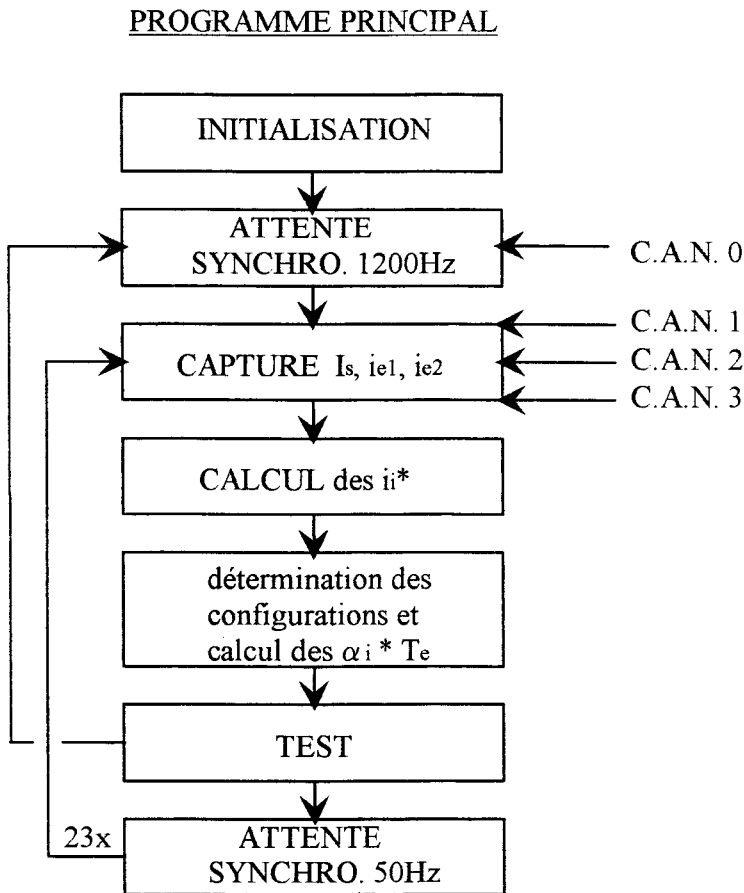 PROGRAMME PRINCIPAL
INITIALISATION
ATTENTE
SYNCHRO. 1200Hz
C.A.N. 0
C.A.N. 1
CAPTURE Is, ie1, ie2
C.A.N. 2
C.A.N. 3
CALCUL des ii*
détermination des
configurations et
calcul des αi * Te
TEST
23x
ATTENTE
SYNCHRO. 50Hz